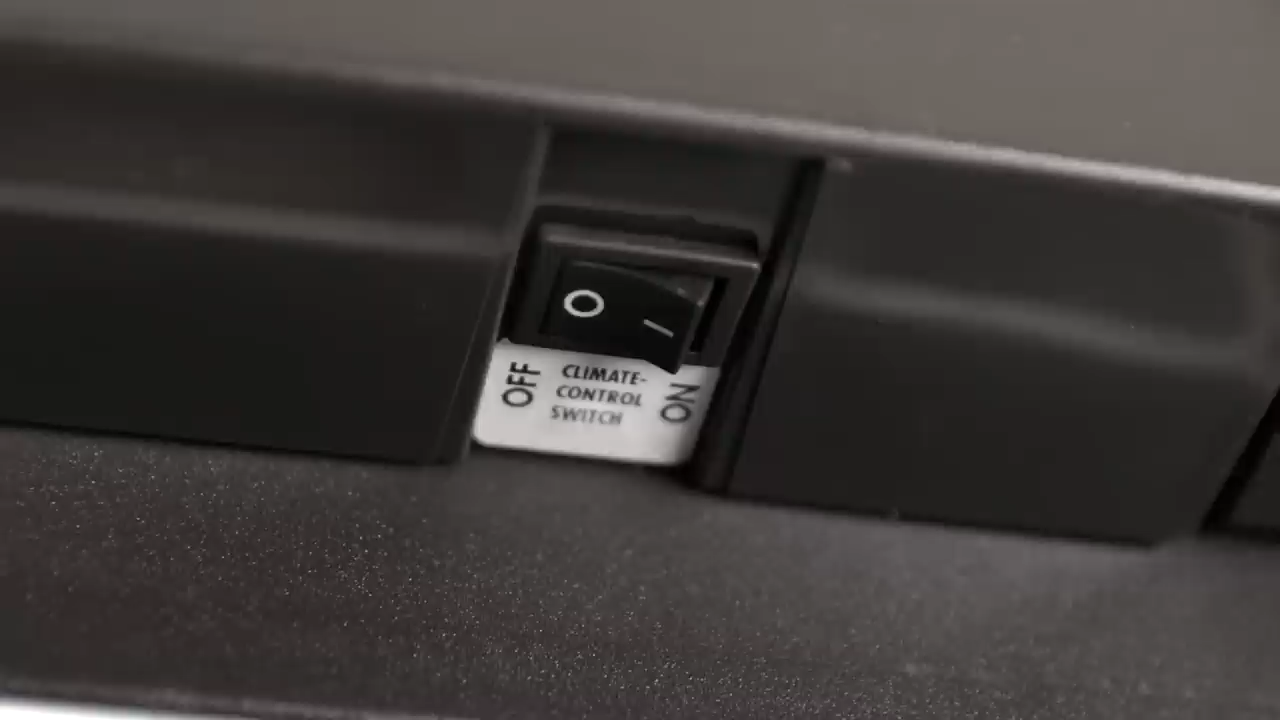 O
–
OFF
CLIMATE-
CONTROL
SWITCH
ON